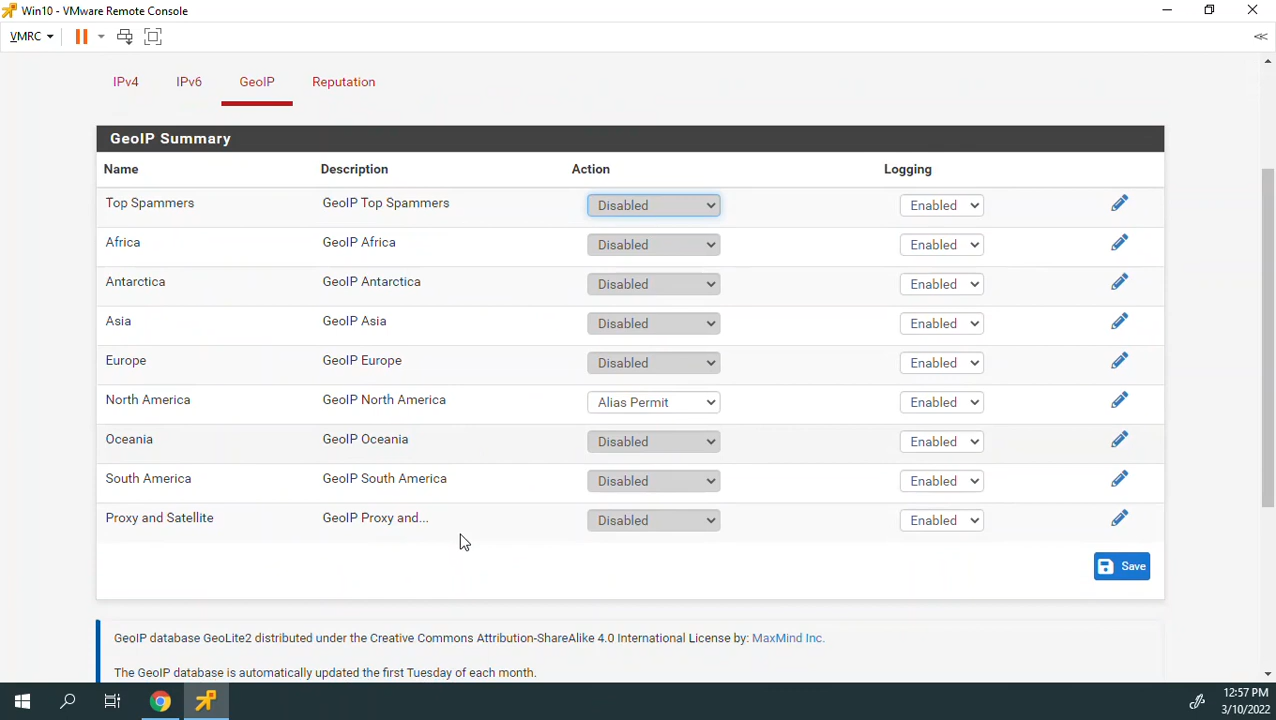 Win10 - VMware Remote Console
VMRC
IPv4 IPv6 GeoIP Reputation
GeoIP Summary
Name Description Action Logging
Top Spammers GeoIP Top Spammers Disabled Enabled
Africa GeoIP Africa Disabled Enabled
Antarctica GeoIP Antarctica Disabled Enabled
Asia GeoIP Asia Disabled Enabled
Europe GeoIP Europe Disabled Enabled
North America GeoIP North America Alias Permit Enabled
Oceania GeoIP Oceania Disabled Enabled
South America GeoIP South America Disabled Enabled
Proxy and Satellite GeoIP Proxy and... Disabled Enabled
Save
GeoIP database GeoLite2 distributed under the Creative Commons Attribution-ShareAlike 4.0 International License by: MaxMind Inc.
The GeoIP database is automatically updated the first Tuesday of each month.
12:57 PM
3/10/2022